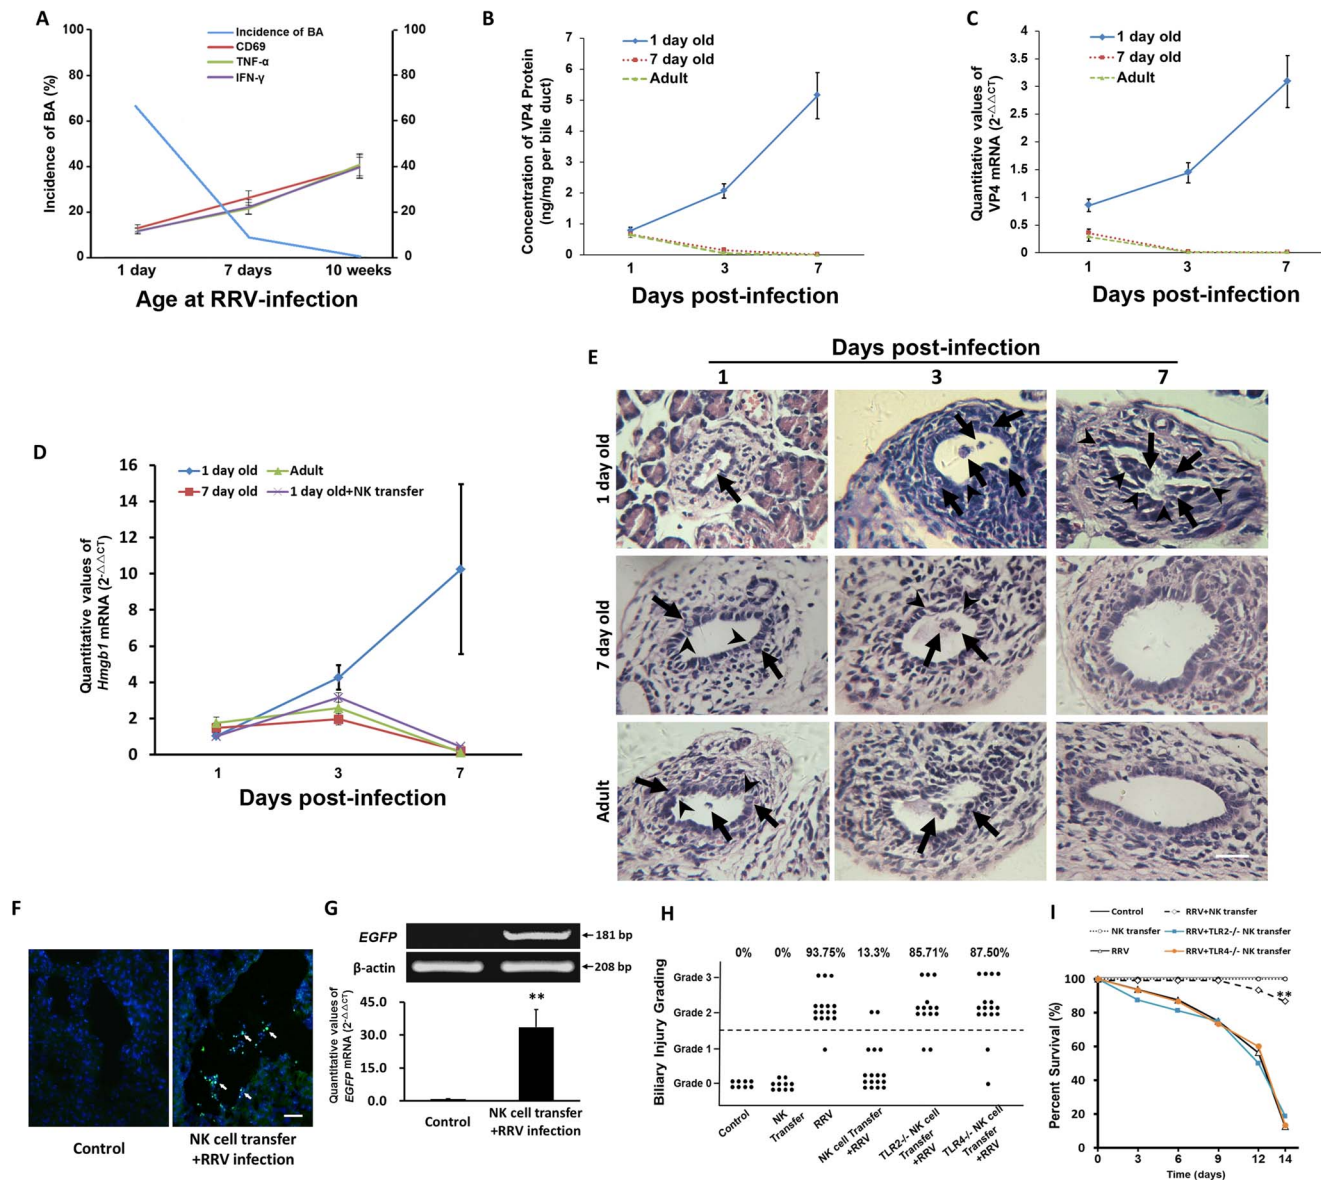 A
100
80
60
40
20
0
Incidence of BA (%)
Incidence of BA
CD69
TNF-α
IFN-γ
100
80
60
40
20
0
1 day 7 days 10 weeks
Age at RRV-infection
B
1 day old
7 day old
Adult
Concentration of VP4 Protein
(ng/mg per bile duct)
7
6
5
4
3
2
1
0
1 3 7
Days post-infection
C
1 day old
7 day old
Adult
Quantitative values of
VP4 mRNA (2-△△CT)
4
3.5
3
2.5
2
1.5
1
0.5
0
1 3 7
Days post-infection
D
1 day old Adult
7 day old 1 day old+NK transfer
Quantitative values of
Hmgb1 mRNA (2-△△CT)
16
14
12
10
8
6
4
2
0
1 3 7
Days post-infection
E
Days post-infection
1 3 7
1 day old
7 day old
Adult
F
Control
NK cell transfer
+RRV infection
G
EGFP
181 bp
β-actin
208 bp
Quantitative values of
EGFP mRNA (2-△△CT)
45.0
30.0
15.0
0.0
**
Control
NK cell transfer
+RRV infection
H
Biliary Injury Grading
0% 0% 93.75% 13.3% 85.71% 87.50%
Grade 3
Grade 2
Grade 1
Grade 0
Control
NK
Transfer
RRV
NK cell Transfer
+RRV
TLR2-/- NK cell
Transfer
+RRV
TLR4-/- NK cell
Transfer
+RRV
I
Control RRV+NK transfer
NK transfer RRV+TLR2-/- NK transfer
RRV RRV+TLR4-/- NK transfer
Percent Survival (%)
100
80
60
40
20
0
**
0 3 6 9 12 14
Time (days)